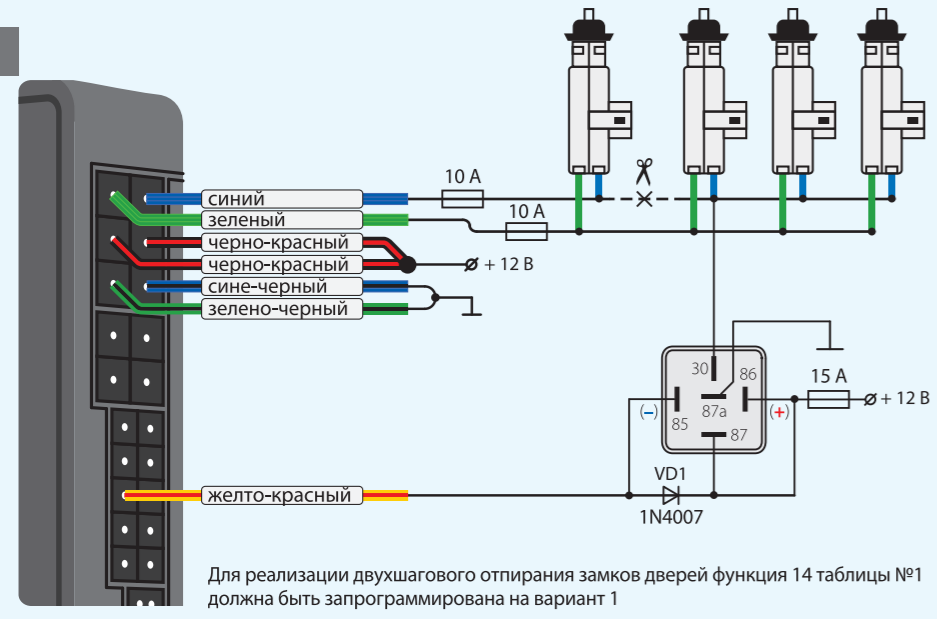 10 А
синий
10 А
зеленый
черно-красный
черно-красный
+ 12 В
сине-черный
зелено-черный
30
86
15 А
+ 12 В
(–)
87а
(+)
85
87
VD1
желто-красный
1N4007
Для реализации двухшагового отпирания замков дверей функция 14 таблицы №1
должна быть запрограммирована на вариант 1